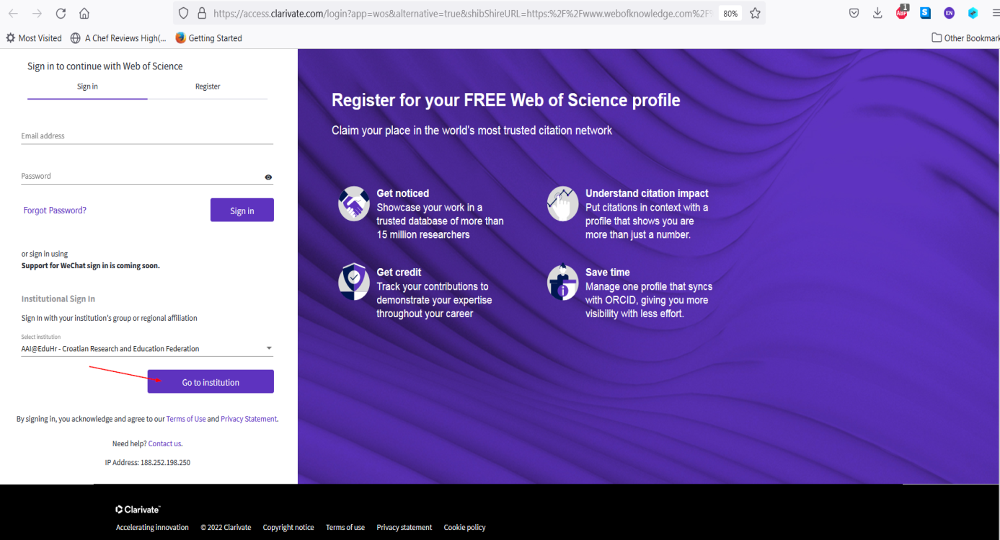 https://access.clarivate.com/login?app=wos&alternative=true&shibShireURL=https:%2F%2Fwww.webofknowledge.com%2F%
80%
ABP
1
S
EN
Most Visited
A Chef Reviews High(...
Getting Started
Other Bookmark
Sign in to continue with Web of Science
Sign in
Register
Email address
Password
Forgot Password?
Sign in
or sign in using
Support for WeChat sign in is coming soon.
Institutional Sign In
Sign In with your institution's group or regional affiliation
Select institution
AAI@EduHr - Croatian Research and Education Federation
Go to institution
By signing in, you acknowledge and agree to our Terms of Use and Privacy Statement.
Need help? Contact us.
IP Address: 188.252.198.250
Register for your FREE Web of Science profile
Claim your place in the world's most trusted citation network
Get noticed
Showcase your work in a
trusted database of more than
15 million researchers
Understand citation impact
Put citations in context with a
profile that shows you are
more than just a number.
Get credit
Track your contributions to
demonstrate your expertise
throughout your career
Save time
Manage one profile that syncs
with ORCID, giving you more
visibility with less effort.
Clarivate™
Accelerating innovation © 2022 Clarivate Copyright notice Terms of use Privacy statement Cookie policy